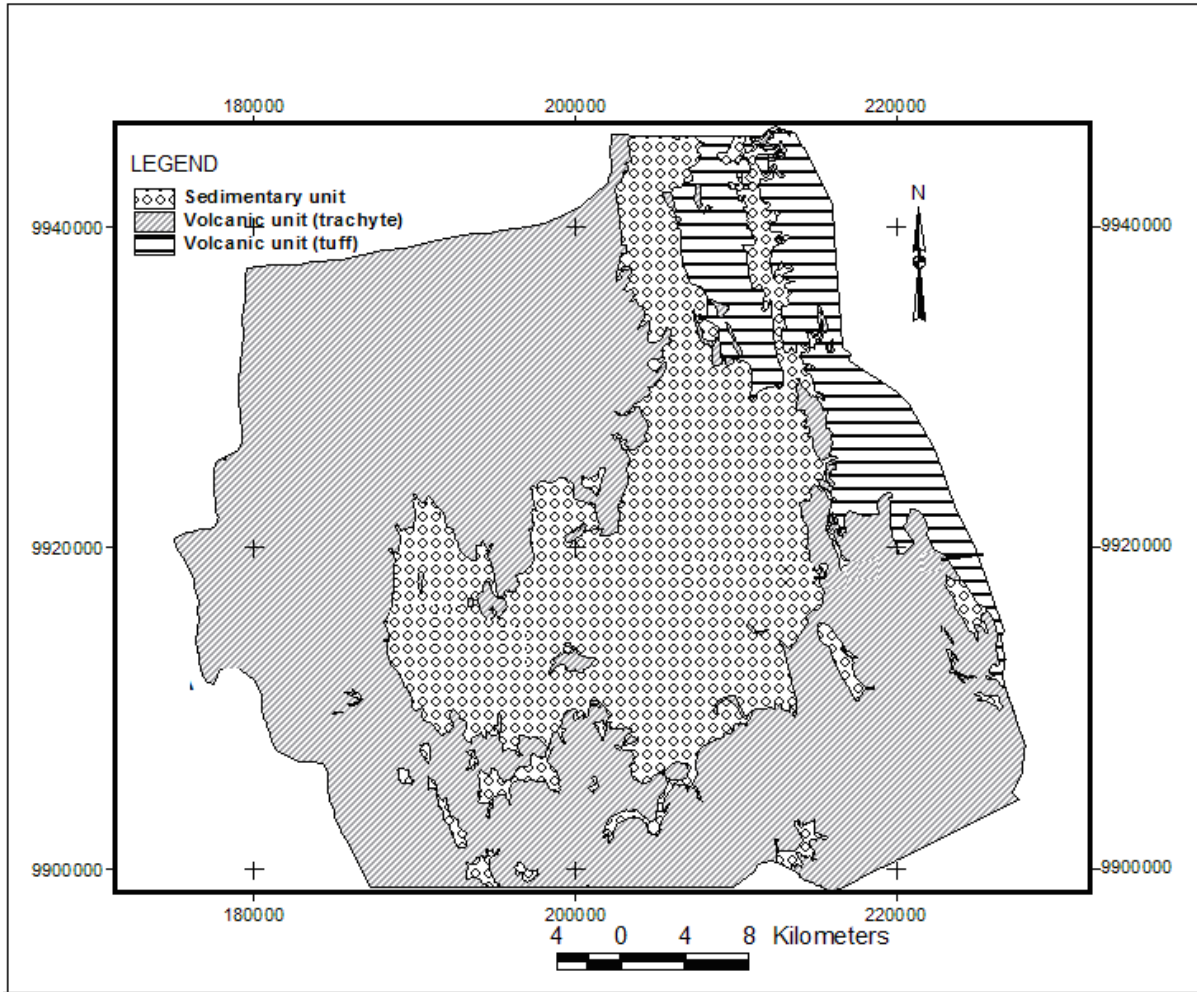 180000 200000 220000
LEGEND
Sedimentary unit
Volcanic unit (trachyte)
Volcanic unit (tuff)
N
9940000 9940000
9920000 9920000
9900000 9900000
180000 200000 220000
4 0 4 8 Kilometers